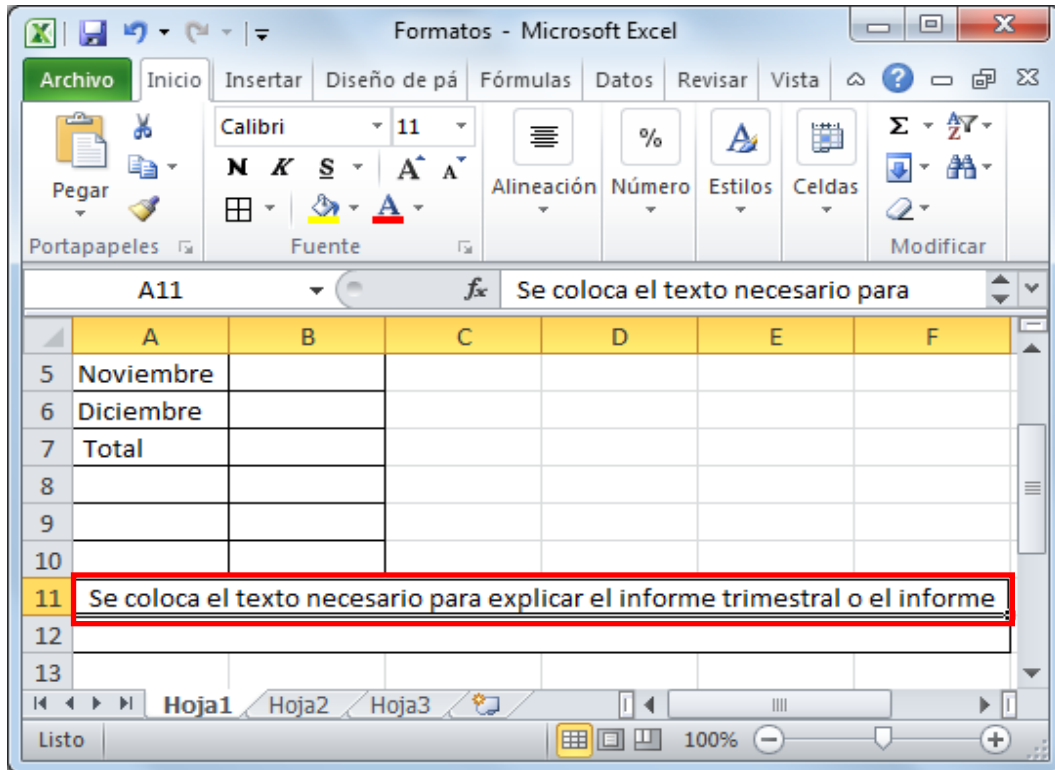 Formatos - Microsoft Excel
Archivo Inicio Insertar Diseño de pá Fórmulas Datos Revisar Vista
Calibri 11
N K S A A
Pegar
Alineación Número Estilos Celdas
Portapapeles Fuente Modificar
A11 fx Se coloca el texto necesario para
A B C D E F
5 Noviembre
6 Diciembre
7 Total
8
9
10
11 Se coloca el texto necesario para explicar el informe trimestral o el informe
12
13
Hoja1 Hoja2 Hoja3
Listo 100%